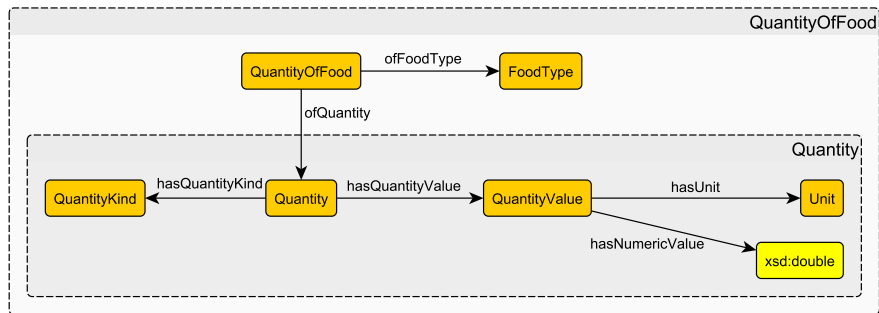 QuantityOfFood
QuantityOfFood
ofFoodType
FoodType
ofQuantity
Quantity
QuantityKind
hasQuantityKind
Quantity
hasQuantityValue
QuantityValue
hasUnit
Unit
hasNumericValue
xsd:double